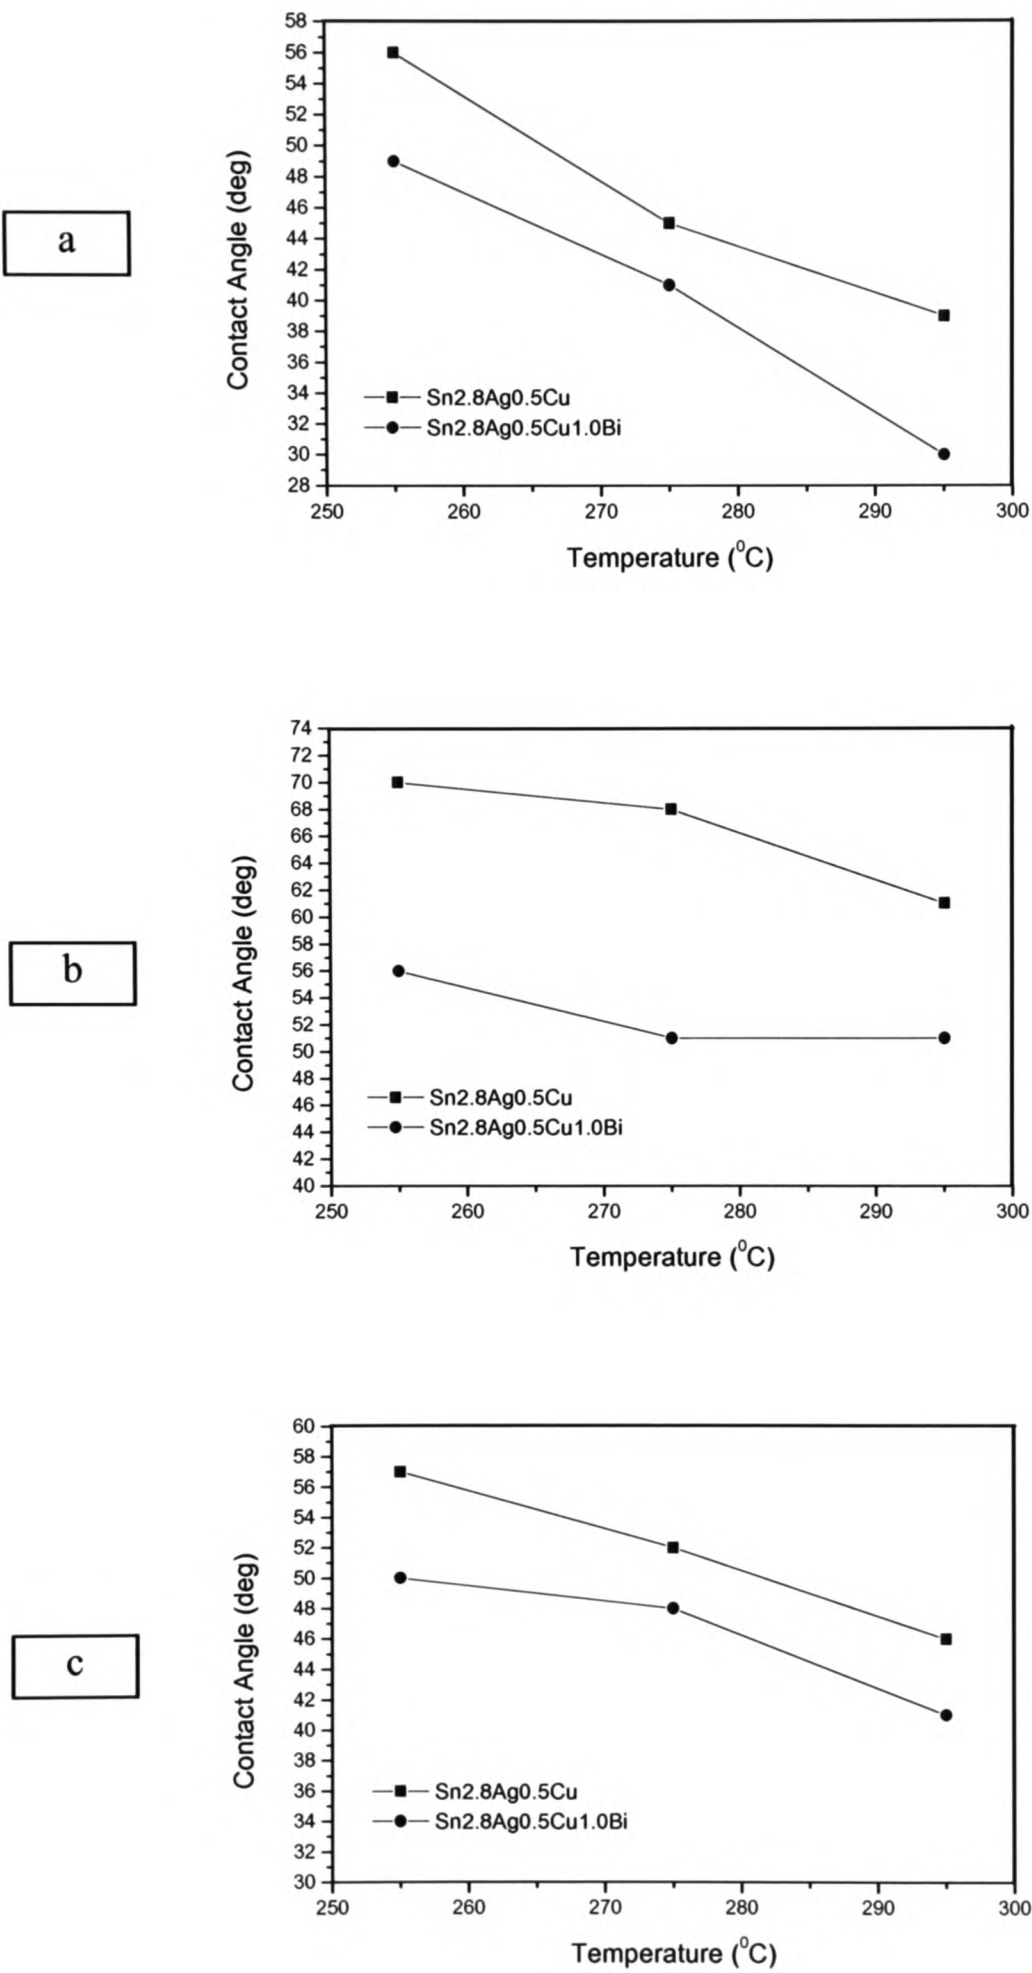 a
Contact Angle (deg)
58
56
54
52
50
48
46
44
42
40
38
36
34
32
30
28
Sn2.8Ag0.5Cu
Sn2.8Ag0.5Cu1.0Bi
250 260 270 280 290 300
Temperature (⁰C)
b
Contact Angle (deg)
74
72
70
68
66
64
62
60
58
56
54
52
50
48
46
44
42
40
Sn2.8Ag0.5Cu
Sn2.8Ag0.5Cu1.0Bi
250 260 270 280 290 300
Temperature (⁰C)
c
Contact Angle (deg)
60
58
56
54
52
50
48
46
44
42
40
38
36
34
32
30
Sn2.8Ag0.5Cu
Sn2.8Ag0.5Cu1.0Bi
250 260 270 280 290 300
Temperature (⁰C)